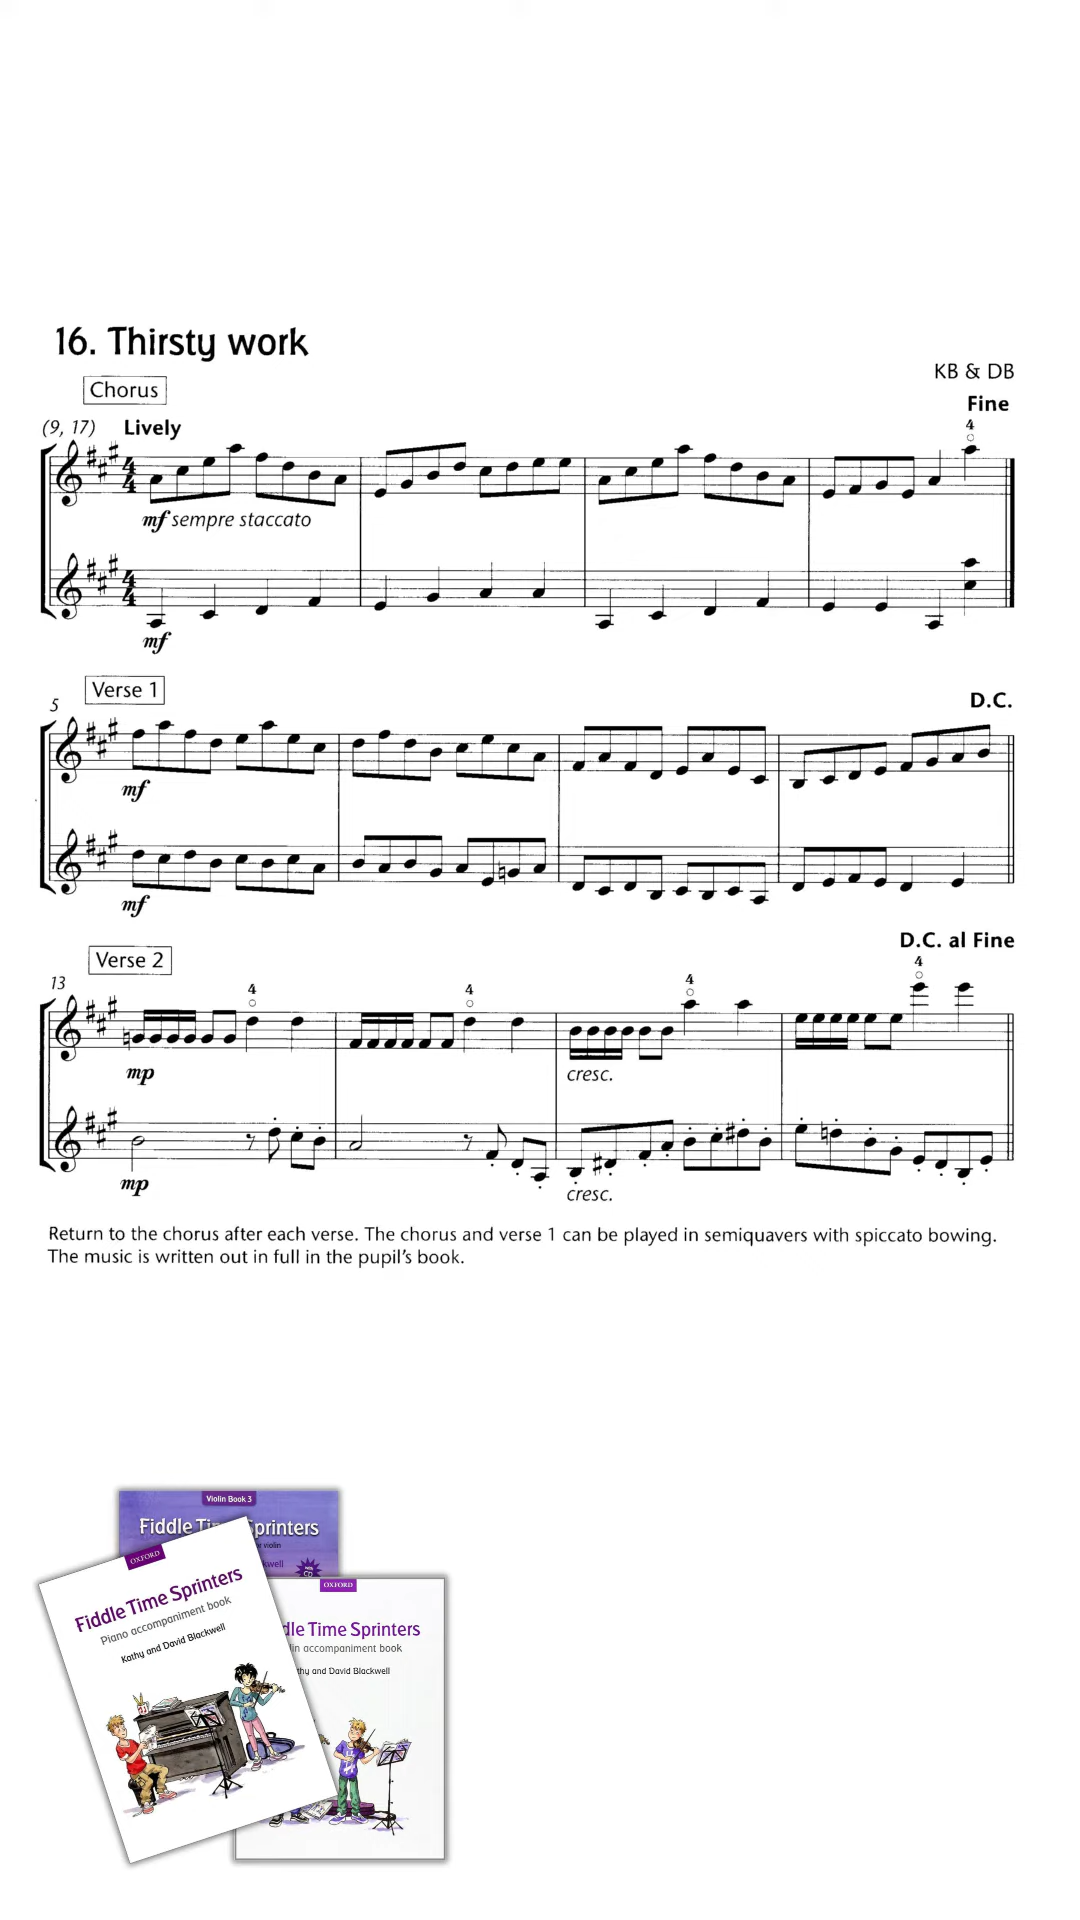 16. Thirsty work
KB & DB
Chorus
Fine
(9, 17) Lively
4
mf sempre staccato
mf
Verse 1
5
D.C.
mf
mf
Verse 2
D.C. al Fine
13
4
4
4
4
mp
cresc.
mp
cresc.
Return to the chorus after each verse. The chorus and verse 1 can be played in semiquavers with spiccato bowing.
The music is written out in full in the pupil's book.
Violin Book 3
Fiddle Time Sprinters
OXFORD
Fiddle Time Sprinters
Piano accompaniment book
Kathy and David Blackwell
OXFORD
dle Time Sprinters
lin accompaniment book
thy and David Blackwell